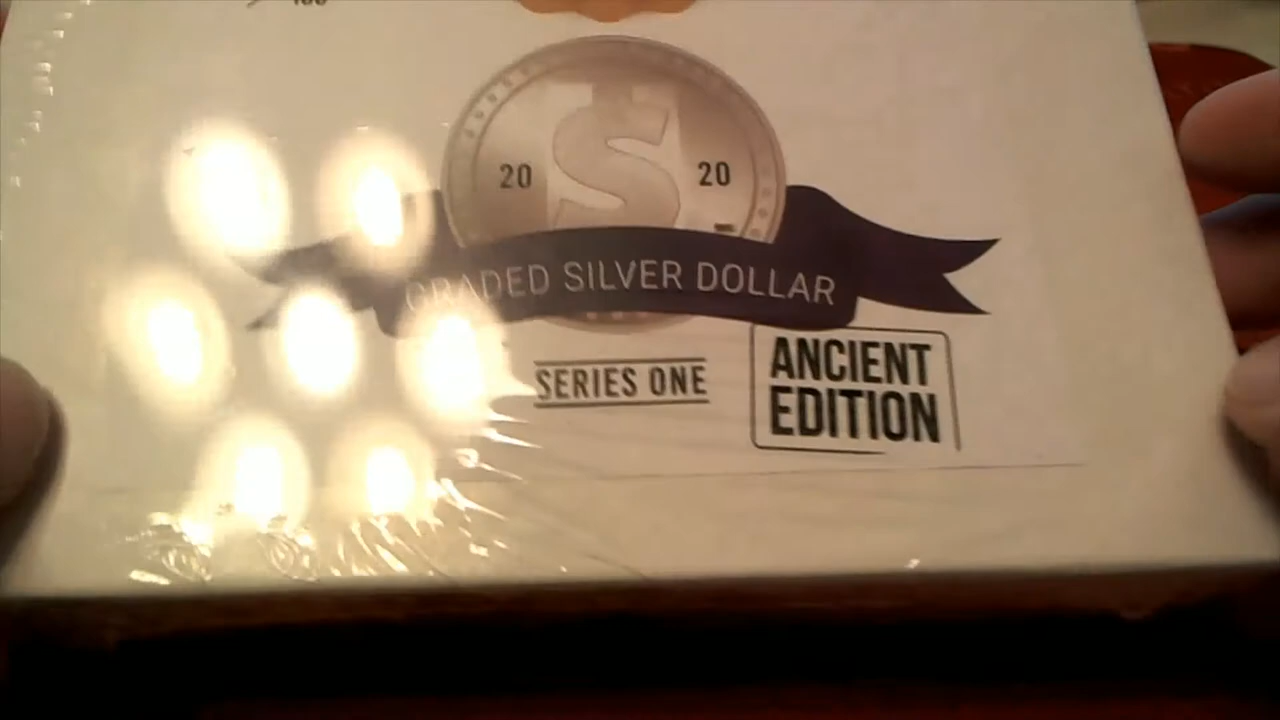 20 S 20
GRADED SILVER DOLLAR
SERIES ONE
ANCIENT
EDITION